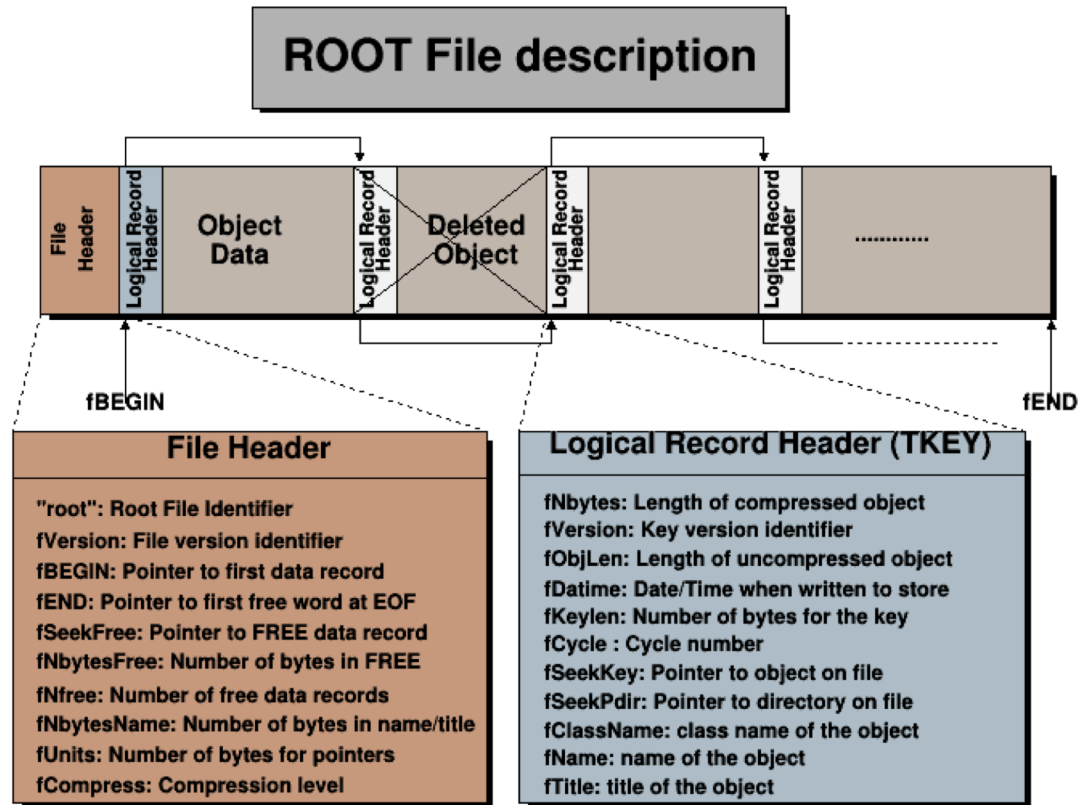 ROOT File description
File
Header
Logical Record
Header
Object
Data
Logical Record
Header
Deleted
Object
Logical Record
Header
Logical Record
Header
............
fBEGIN
fEND
File Header
"root": Root File Identifier
fVersion: File version identifier
fBEGIN: Pointer to first data record
fEND: Pointer to first free word at EOF
fSeekFree: Pointer to FREE data record
fNbytesFree: Number of bytes in FREE
fNfree: Number of free data records
fNbytesName: Number of bytes in name/title
fUnits: Number of bytes for pointers
fCompress: Compression level
Logical Record Header (TKEY)
fNbytes: Length of compressed object
fVersion: Key version identifier
fObjLen: Length of uncompressed object
fDatime: Date/Time when written to store
fKeylen: Number of bytes for the key
fCycle : Cycle number
fSeekKey: Pointer to object on file
fSeekPdir: Pointer to directory on file
fClassName: class name of the object
fName: name of the object
fTitle: title of the object